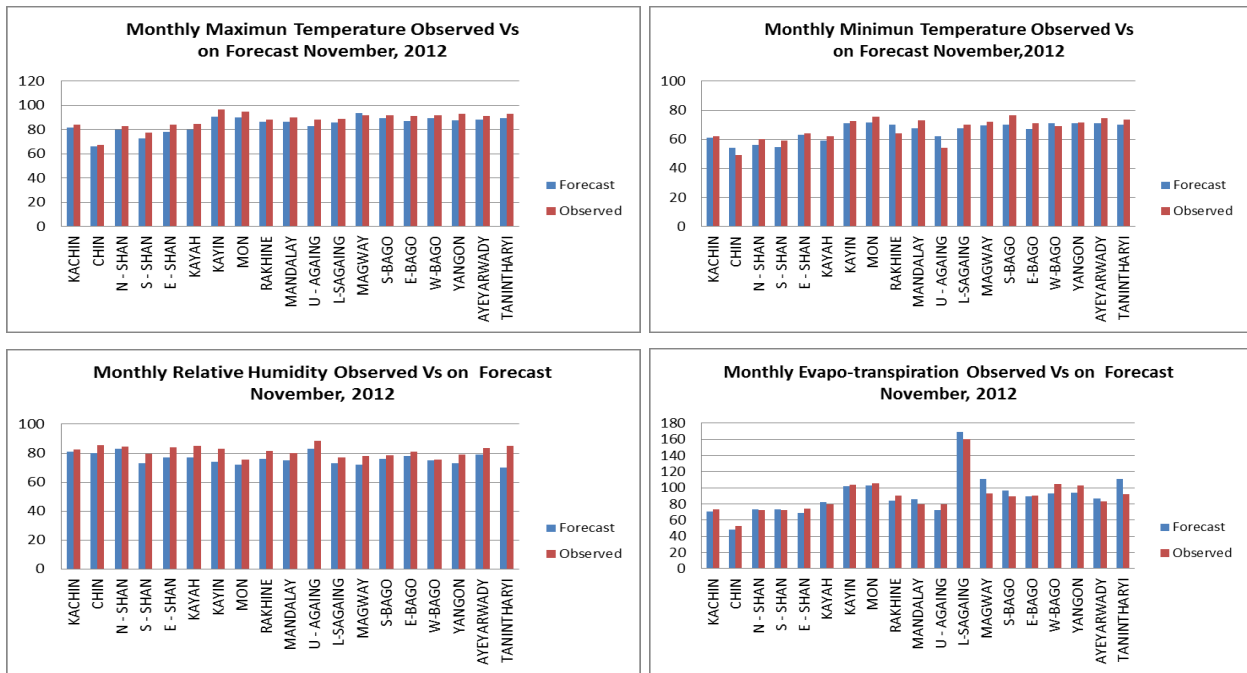 Monthly Maximun Temperature Observed Vs
on Forecast November, 2012
120
100
80
60
40
20
0
KACHIN
CHIN
N - SHAN
S - SHAN
E - SHAN
KAYAH
KAYIN
MON
RAKHINE
MANDALAY
U - AGAING
L-SAGAING
MAGWAY
S-BAGO
E-BAGO
W-BAGO
YANGON
AYEYARWADY
TANINTHARYI
Forecast
Observed
Monthly Minimun Temperature Observed Vs
on Forecast November,2012
100
80
60
40
20
0
KACHIN
CHIN
N - SHAN
S - SHAN
E - SHAN
KAYAH
KAYIN
MON
RAKHINE
MANDALAY
U - AGAING
L-SAGAING
MAGWAY
S-BAGO
E-BAGO
W-BAGO
YANGON
AYEYARWADY
TANINTHARYI
Forecast
Observed
Monthly Relative Humidity Observed Vs on Forecast
November, 2012
100
80
60
40
20
0
KACHIN
CHIN
N - SHAN
S - SHAN
E - SHAN
KAYAH
KAYIN
MON
RAKHINE
MANDALAY
U - AGAING
L-SAGAING
MAGWAY
S-BAGO
E-BAGO
W-BAGO
YANGON
AYEYARWADY
TANINTHARYI
Forecast
Observed
Monthly Evapo-transpiration Observed Vs on Forecast
November, 2012
180
160
140
120
100
80
60
40
20
0
KACHIN
CHIN
N - SHAN
S - SHAN
E - SHAN
KAYAH
KAYIN
MON
RAKHINE
MANDALAY
U - AGAING
L-SAGAING
MAGWAY
S-BAGO
E-BAGO
W-BAGO
YANGON
AYEYARWADY
TANINTHARYI
Forecast
Observed